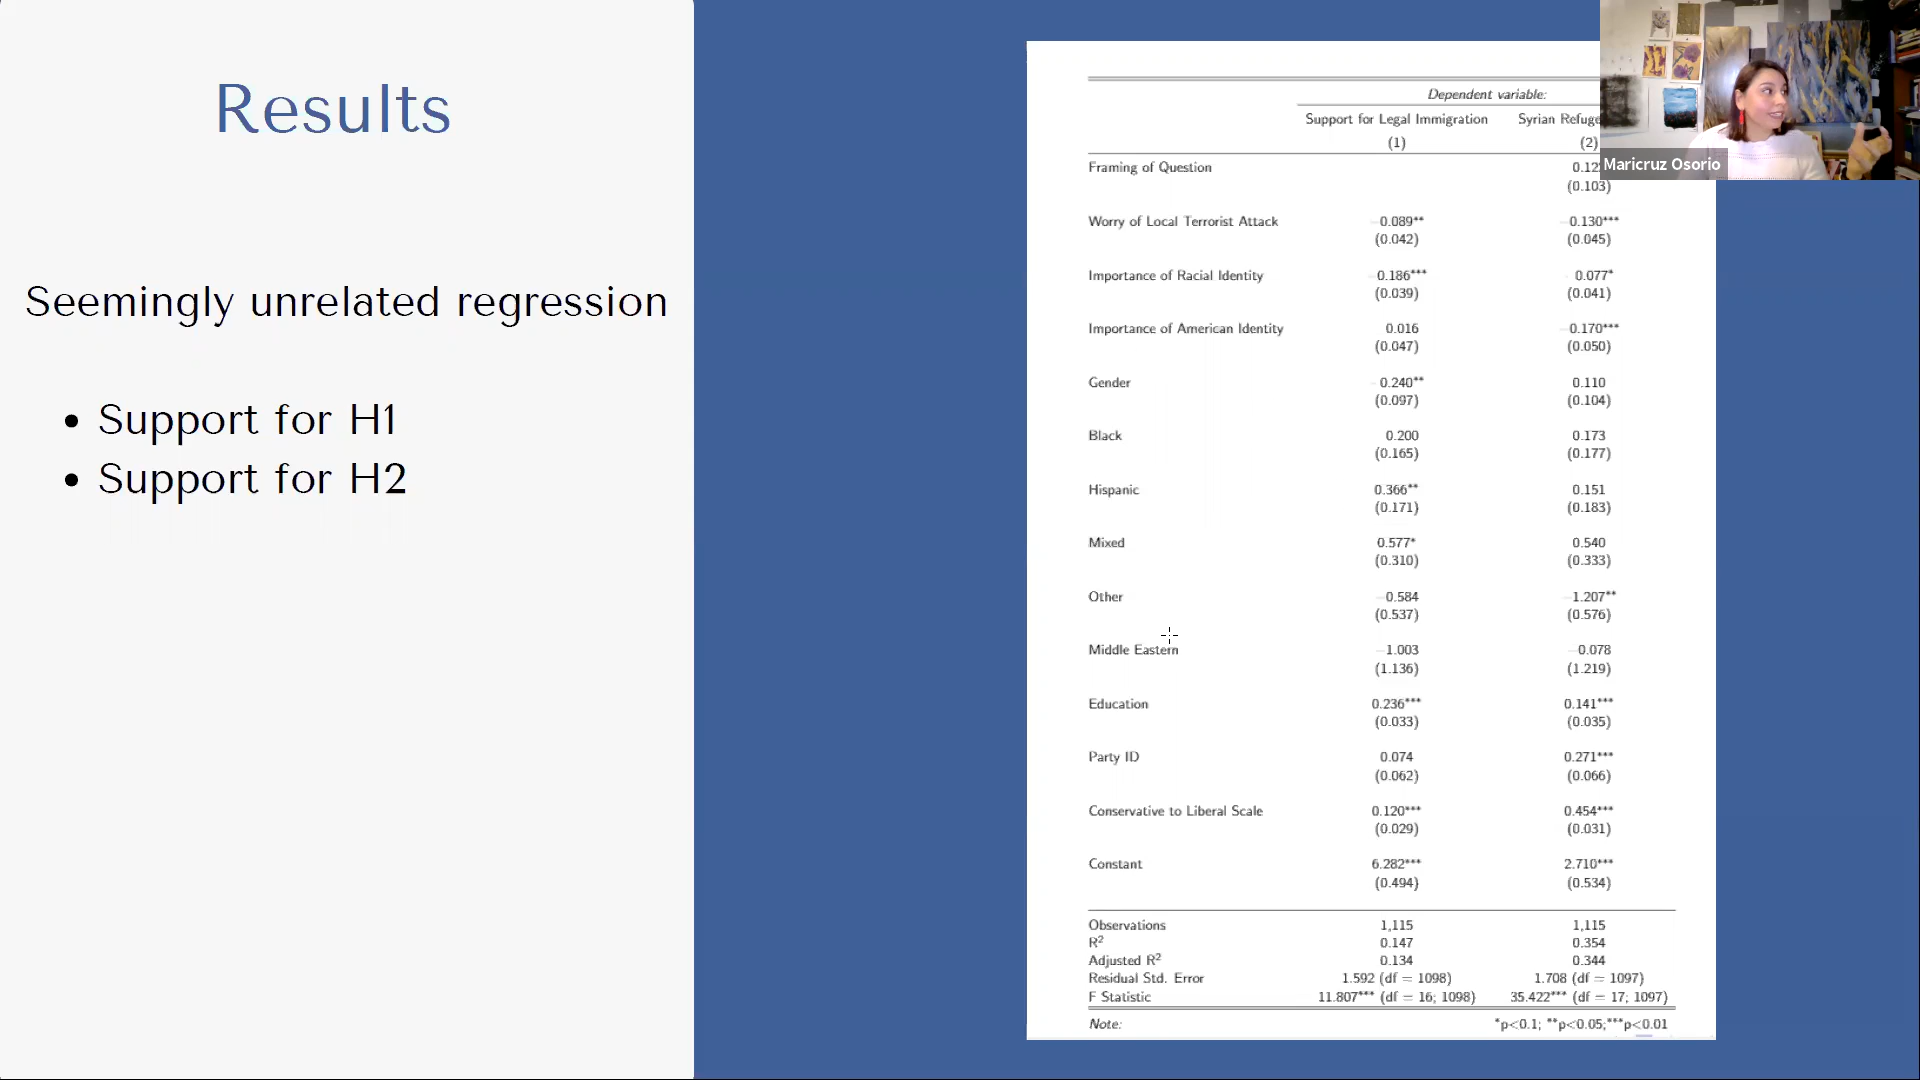 Results
Seemingly unrelated regression
• Support for H1
• Support for H2
Dependent variable:
Support for Legal Immigration Syrian
(1) (2)
Framing of Question
(0.103)
Worry of Local Terrorist Attack −0.089** −0.130***
(0.042) (0.045)
Importance of Racial Identity −0.186*** 0.077*
(0.039) (0.041)
Importance of American Identity 0.016 −0.170***
(0.047) (0.050)
Gender −0.240** 0.110
(0.097) (0.104)
Black 0.200 0.173
(0.165) (0.177)
Hispanic 0.366** 0.151
(0.171) (0.183)
Mixed 0.577* 0.540
(0.310) (0.333)
Other −0.584 −1.207**
(0.537) (0.576)
Middle Eastern −1.003 −0.078
(1.136) (1.219)
Education 0.236*** 0.141***
(0.033) (0.035)
Party ID 0.074 0.271***
(0.062) (0.066)
Conservative to Liberal Scale 0.120*** 0.454***
(0.029) (0.031)
Constant 6.282*** 2.710***
(0.494) (0.534)
Observations 1,115 1,115
R² 0.147 0.354
Adjusted R² 0.134 0.344
Residual Std. Error 1.592 (df = 1098) 1.708 (df = 1097)
F Statistic 11.807*** (df = 16; 1098) 35.422*** (df = 17; 1097)
Note: *p<0.1; **p<0.05;***p<0.01
Maricruz Osorio